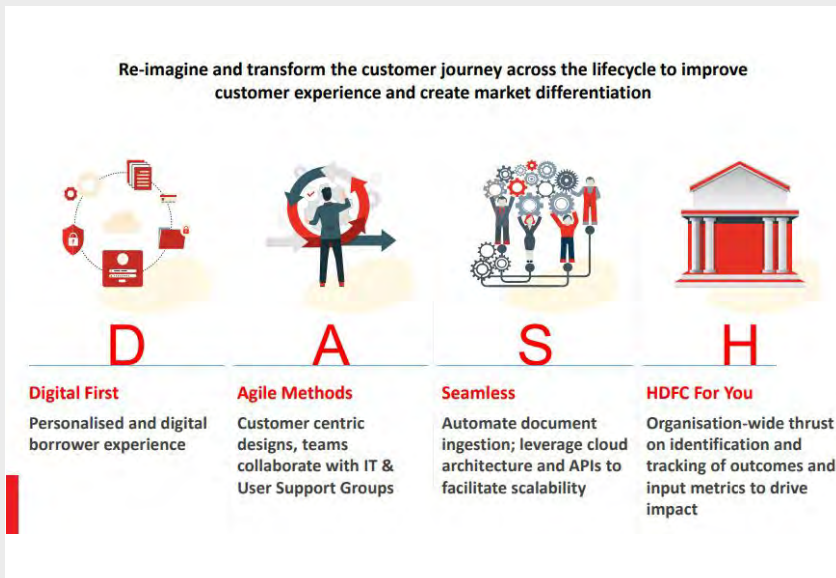 Re-imagine and transform the customer journey across the lifecycle to improve
customer experience and create market differentiation
D
A
S
H
Digital First
Personalised and digital
borrower experience
Agile Methods
Customer centric
designs, teams
collaborate with IT &
User Support Groups
Seamless
Automate document
ingestion; leverage cloud
architecture and APIs to
facilitate scalability
HDFC For You
Organisation-wide thrust
on identification and
tracking of outcomes and
input metrics to drive
impact